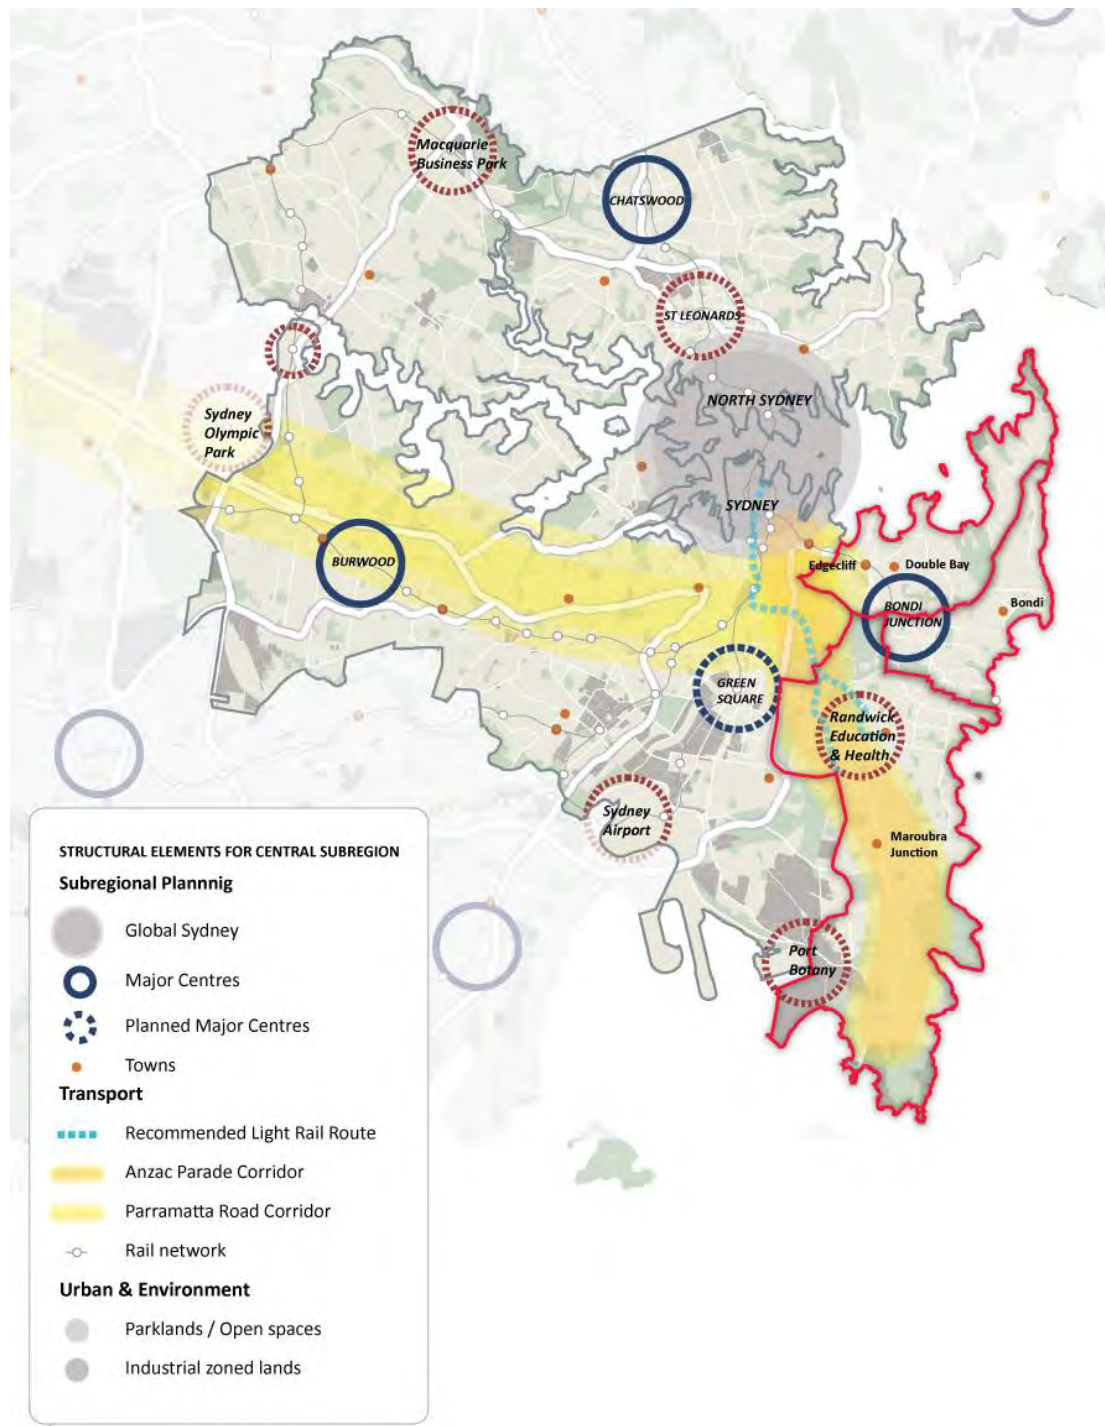 Macquarie
Business Park
CHATSWOOD
ST LEONARDS
NORTH SYDNEY
Sydney
Olympic
Park
SYDNEY
BURWOOD
Edgecliff
Double Bay
BONDI
JUNCTION
Bondi
GREEN
SQUARE
Randwick
Education
& Health
Sydney
Airport
Maroubra
Junction
Port
Botany
STRUCTURAL ELEMENTS FOR CENTRAL SUBREGION
Subregional Plannnig
Global Sydney
Major Centres
Planned Major Centres
Towns
Transport
Recommended Light Rail Route
Anzac Parade Corridor
Parramatta Road Corridor
Rail network
Urban & Environment
Parklands / Open spaces
Industrial zoned lands